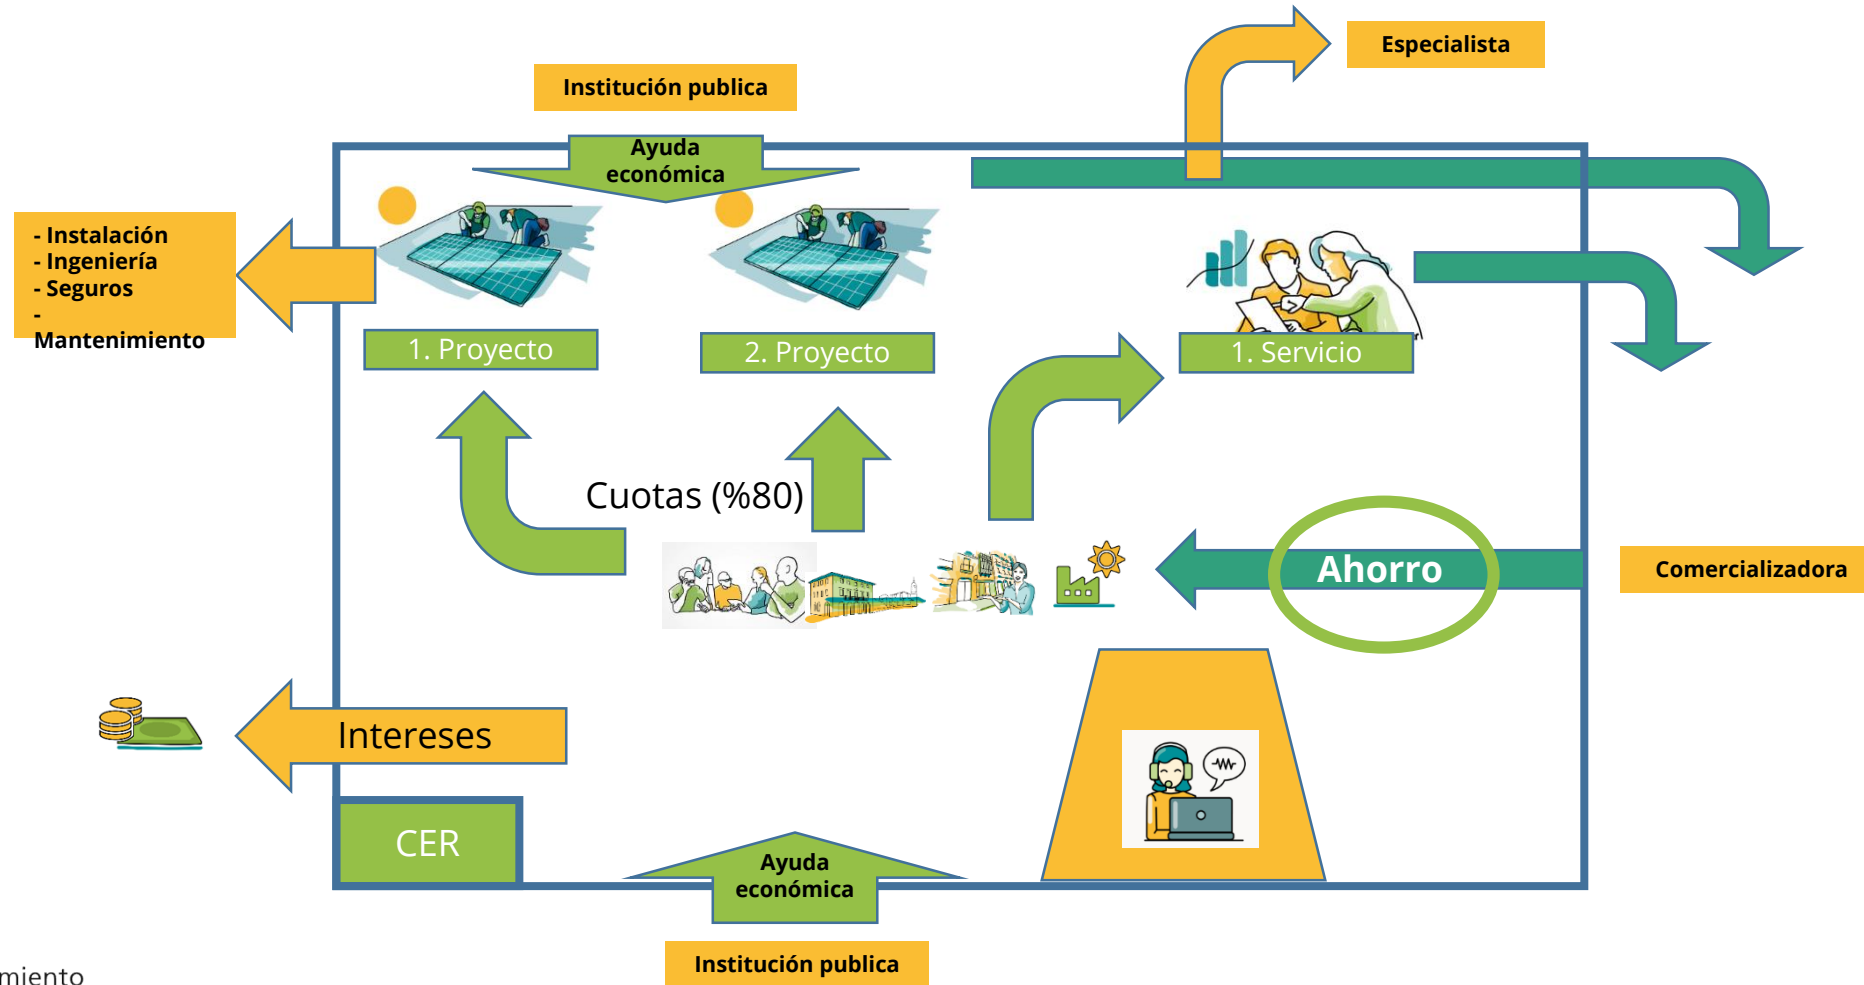 Especialista
Institución publica
Ayuda
económica
- Instalación
- Ingeniería
- Seguros
-
Mantenimiento
1. Proyecto
2. Proyecto
1. Servicio
Cuotas (%80)
Ahorro
Comercializadora
Intereses
CER
Ayuda
económica
Institución publica
miento